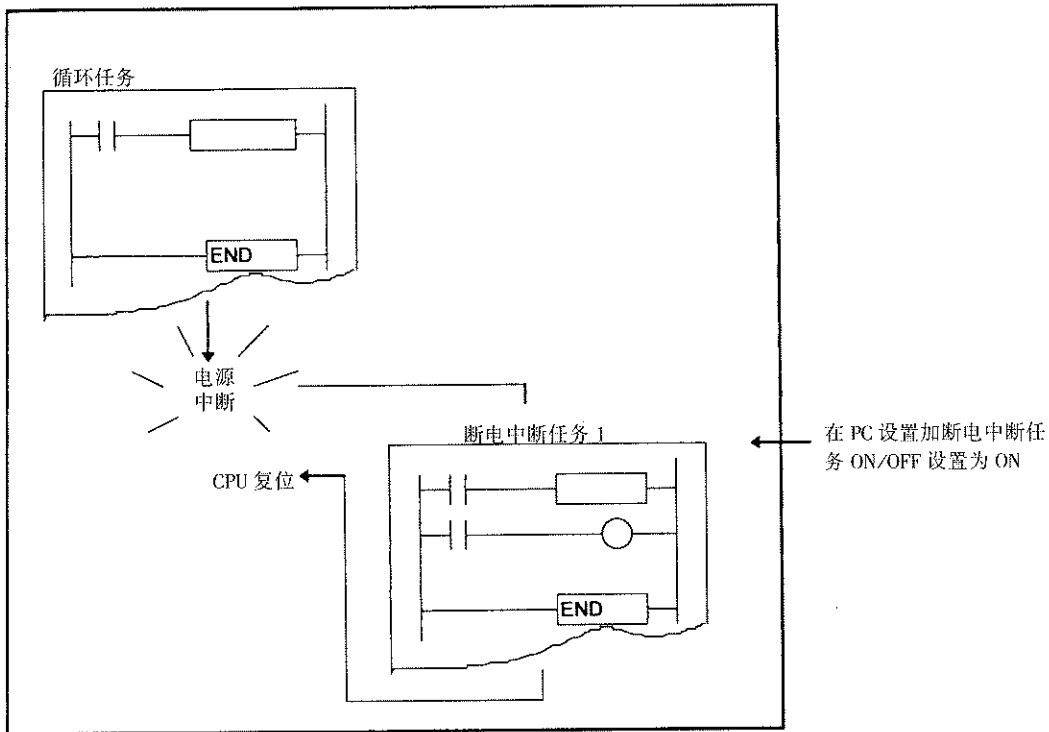 循环任务
END
电源
中断
断电中断任务 1
CPU 复位
END
在 PC 设置加断电中断任
务 ON/OFF 设置为 ON